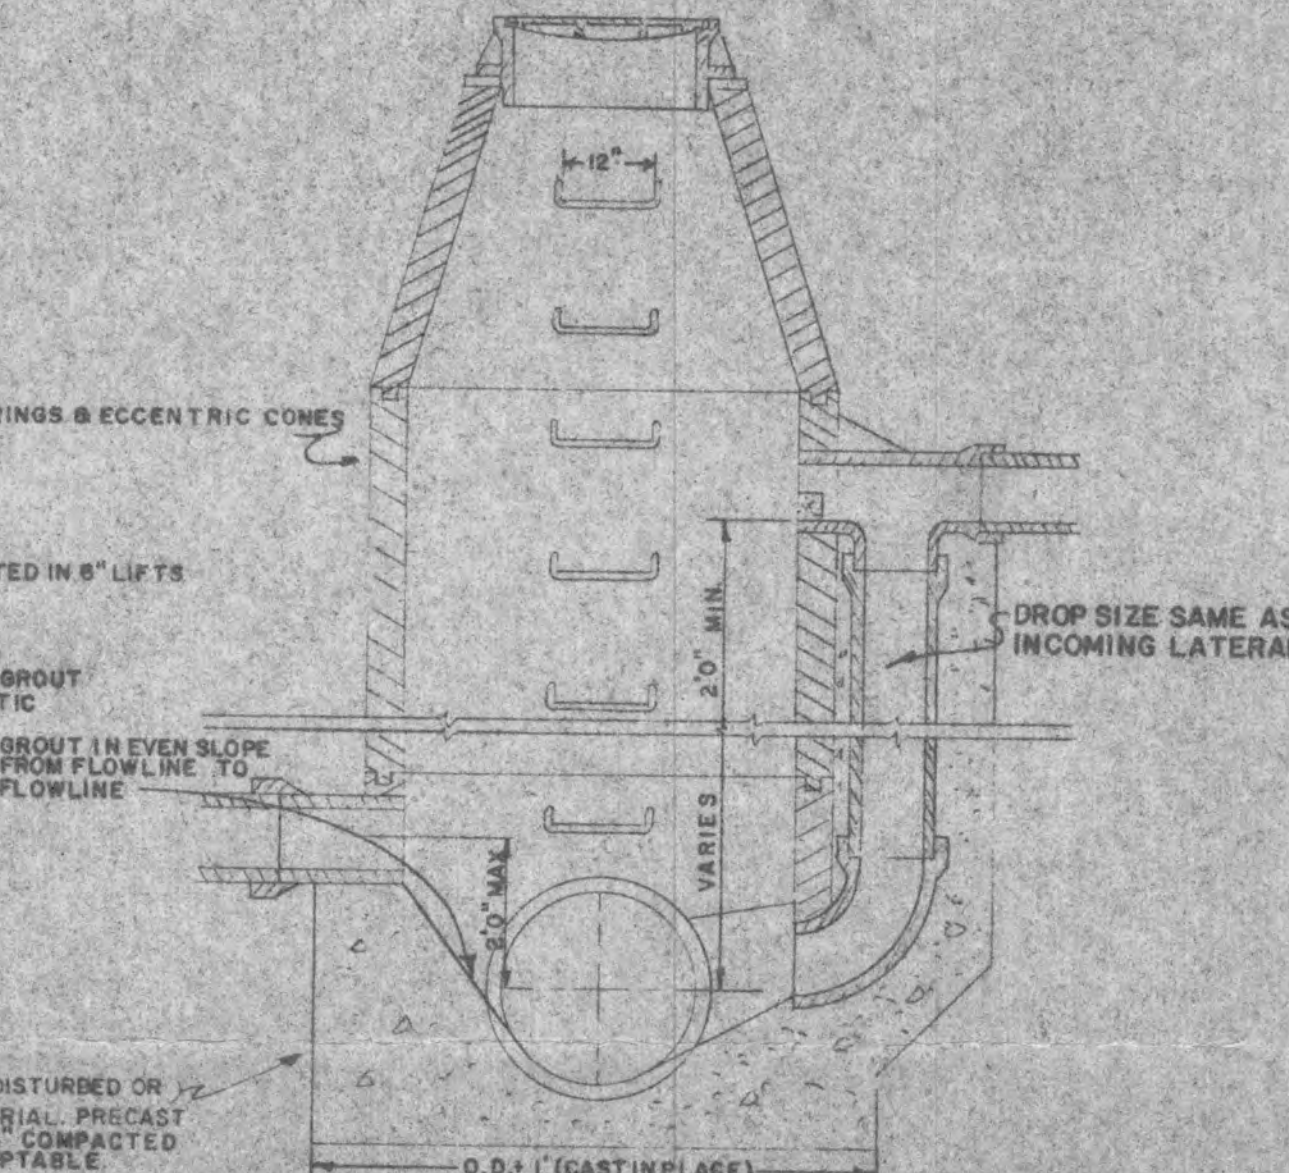 12"
RINGS & ECCENTRIC CONES
TED IN 6" LIFTS
2'0" MIN.
DROP SIZE SAME AS
INCOMING LATERAL
GROUT
TIC
GROUT IN EVEN SLOPE
FROM FLOWLINE TO
FLOWLINE
VARIES
2'0" MAX
DISTURBED OR
RIAL. PRECAST
" COMPACTED
PTABLE
O.D.+ 1' (CAST IN PLACE)